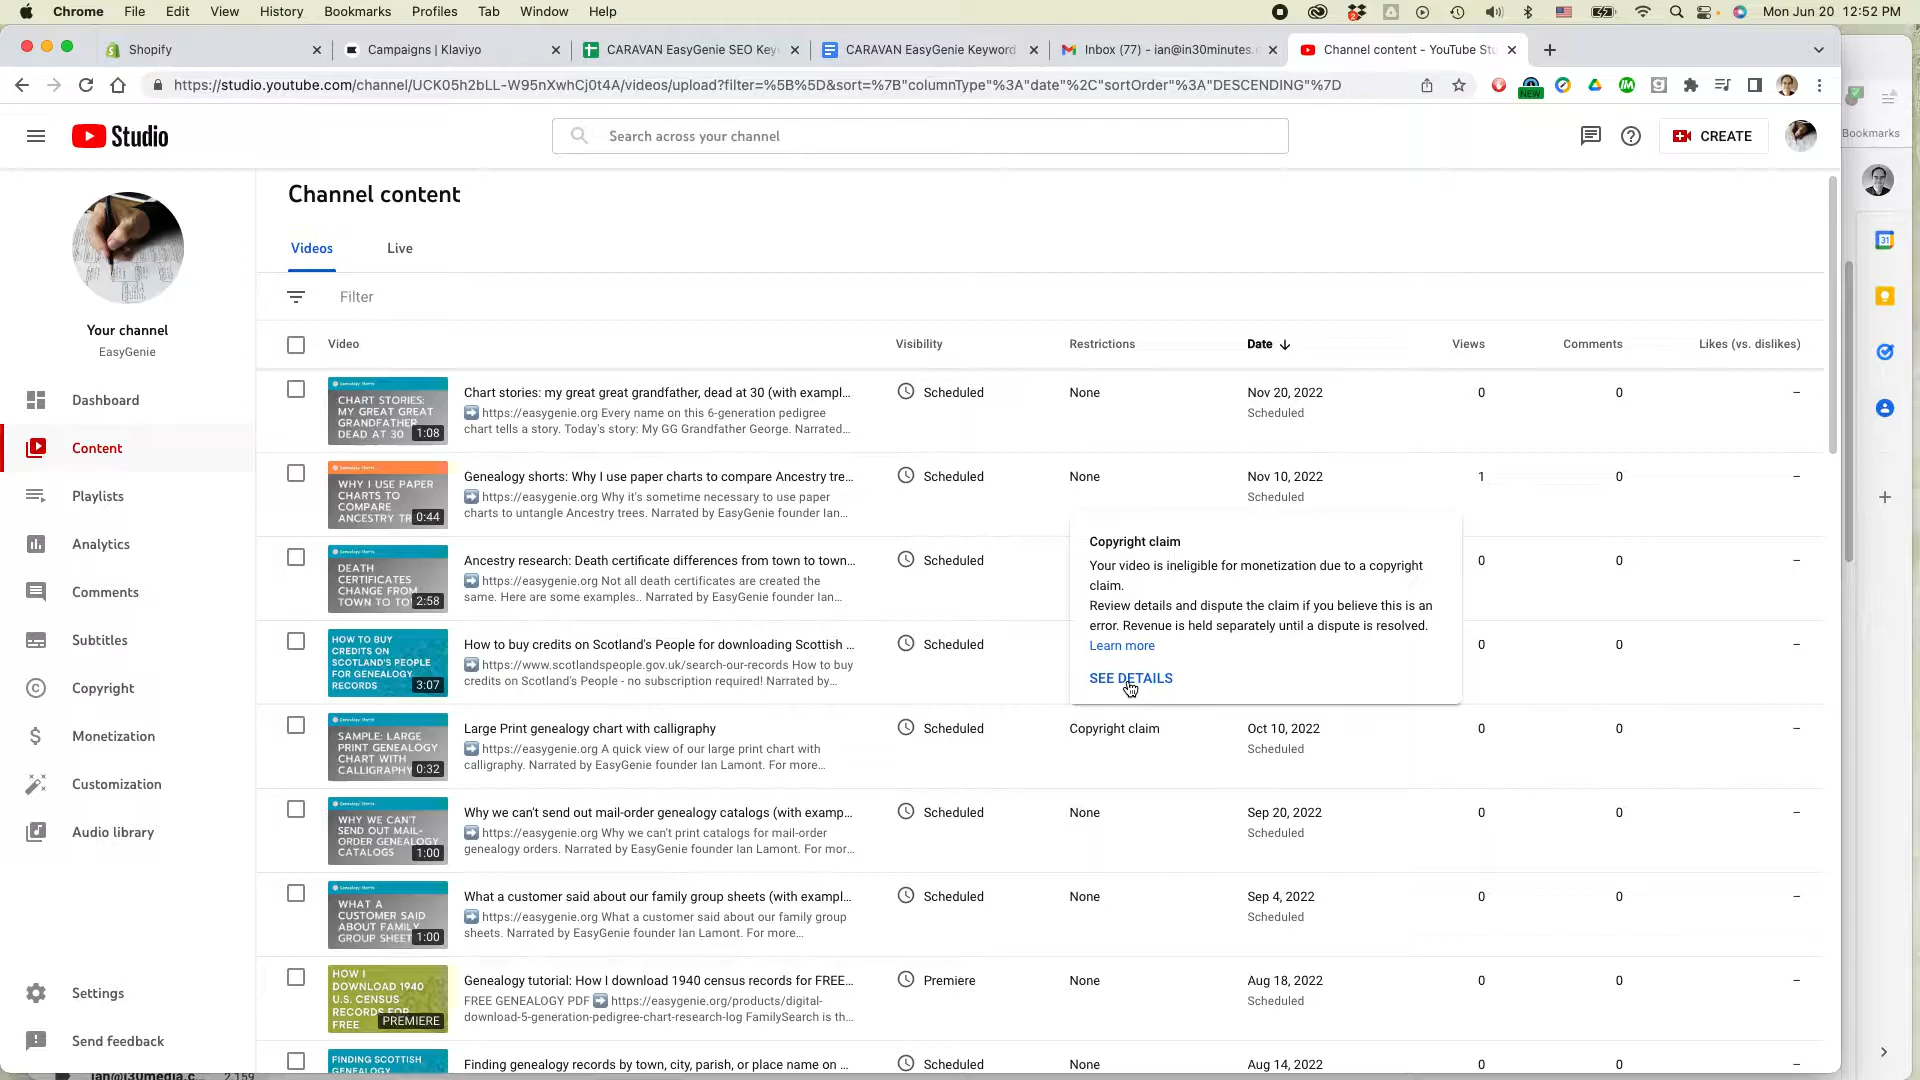 Chrome File Edit View History Bookmarks Profiles Tab Window Help
Mon Jun 20 12:52 PM
Shopify
Campaigns | Klaviyo
CARAVAN EasyGenie SEO Key
CARAVAN EasyGenie Keyword
Inbox (77) - ian@in30minutes.
Channel content - YouTube Stu
https://studio.youtube.com/channel/UCK05h2bLL-W95nXwhCj0t4A/videos/upload?filter=%5B%5D&sort=%7B"columnType"%3A"date"%2C"sortOrder"%3A"DESCENDING"%7D
NEW
Bookmarks
Studio
Search across your channel
CREATE
Your channel
EasyGenie
Dashboard
Content
Playlists
Analytics
Comments
Subtitles
Copyright
Monetization
Customization
Audio library
Settings
Send feedback
Channel content
Videos Live
Filter
Video Visibility Restrictions Date Views Comments Likes (vs. dislikes)
CHART STORIES:
MY GREAT GREAT
GRANDFATHER,
DEAD AT 30
1:08
Chart stories: my great great grandfather, dead at 30 (with exampl...
https://easygenie.org Every name on this 6-generation pedigree
chart tells a story. Today's story: My GG Grandfather George. Narrated...
Scheduled None Nov 20, 2022 0 0 –
Scheduled
WHY I USE PAPER
CHARTS TO
COMPARE
ANCESTRY TR
0:44
Genealogy shorts: Why I use paper charts to compare Ancestry tre...
https://easygenie.org Why it's sometime necessary to use paper
charts to untangle Ancestry trees. Narrated by EasyGenie founder Ian...
Scheduled None Nov 10, 2022 1 0 –
Scheduled
DEATH
CERTIFICATES
CHANGE FROM
TOWN TO TO
2:58
Ancestry research: Death certificate differences from town to town...
https://easygenie.org Not all death certificates are created the
same. Here are some examples.. Narrated by EasyGenie founder Ian...
Scheduled 0 0 –
Copyright claim
Your video is ineligible for monetization due to a copyright
claim.
Review details and dispute the claim if you believe this is an
error. Revenue is held separately until a dispute is resolved.
Learn more
SEE DETAILS
HOW TO BUY
CREDITS ON
SCOTLAND'S PEOPLE
FOR GENEALOGY
RECORDS
3:07
How to buy credits on Scotland's People for downloading Scottish ...
https://www.scotlandspeople.gov.uk/search-our-records How to buy
credits on Scotland's People - no subscription required! Narrated by...
Scheduled 0 0 –
SAMPLE: LARGE
PRINT GENEALOGY
CHART WITH
CALLIGRAPHY
0:32
Large Print genealogy chart with calligraphy
https://easygenie.org A quick view of our large print chart with
calligraphy. Narrated by EasyGenie founder Ian Lamont. For more...
Scheduled Copyright claim Oct 10, 2022 0 0 –
Scheduled
WHY WE CAN'T
SEND OUT MAIL-
ORDER GENEALOGY
CATALOGS
1:00
Why we can't send out mail-order genealogy catalogs (with examp...
https://easygenie.org Why we can't print catalogs for mail-order
genealogy orders. Narrated by EasyGenie founder Ian Lamont. For mor...
Scheduled None Sep 20, 2022 0 0 –
Scheduled
WHAT A
CUSTOMER SAID
ABOUT FAMILY
GROUP SHEET
1:00
What a customer said about our family group sheets (with exampl...
https://easygenie.org What a customer said about our family group
sheets. Narrated by EasyGenie founder Ian Lamont. For more...
Scheduled None Sep 4, 2022 0 0 –
Scheduled
HOW I
DOWNLOAD 1940
U.S. CENSUS
RECORDS FOR
FREE
PREMIERE
Genealogy tutorial: How I download 1940 census records for FREE...
FREE GENEALOGY PDF https://easygenie.org/products/digital-
download-5-generation-pedigree-chart-research-log FamilySearch is th...
Premiere None Aug 18, 2022 0 0 –
Scheduled
FINDING SCOTTISH
GENEALOGY
Finding genealogy records by town, city, parish, or place name on ...
Scheduled None Aug 14, 2022 0 0 –